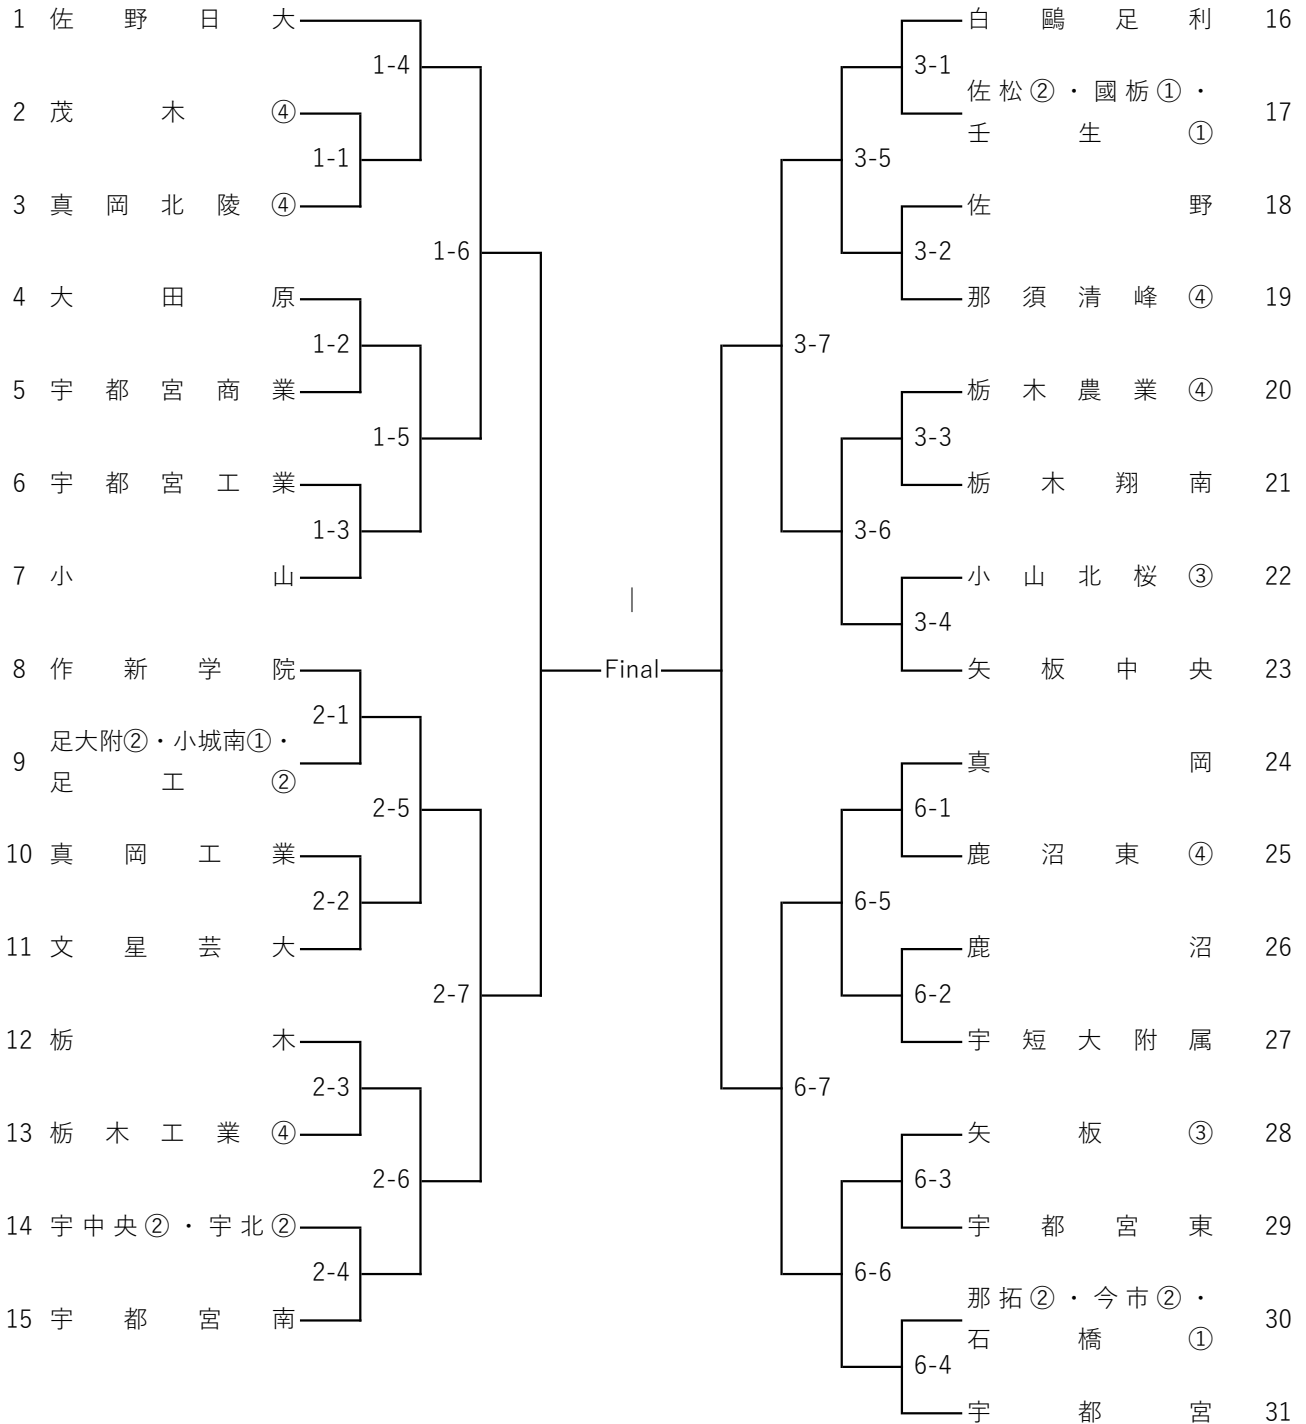 1 佐野日大
1-4
2 茂木④
1-1
3 真岡北陵④
1-6
4 大田原
1-2
5 宇都宮商業
1-5
6 宇都宮工業
1-3
7 小山
8 作新学院
2-1
9 足大附②・小城南①・
足工②
2-5
10 真岡工業
2-2
11 文星芸大
2-7
12 栃木
2-3
13 栃木工業④
2-6
14 宇中央②・宇北②
2-4
15 宇都宮南
|
Final
白鷗足利 16
3-1
佐松②・國栃①・
壬生① 17
3-5
佐野 18
3-2
那須清峰④ 19
3-7
栃木農業④ 20
3-3
栃木翔南 21
3-6
小山北桜③ 22
3-4
矢板中央 23
真岡 24
6-1
鹿沼東④ 25
6-5
鹿沼 26
6-2
宇短大附属 27
6-7
矢板③ 28
6-3
宇都宮東 29
6-6
那拓②・今市②・
石橋① 30
6-4
宇都宮 31